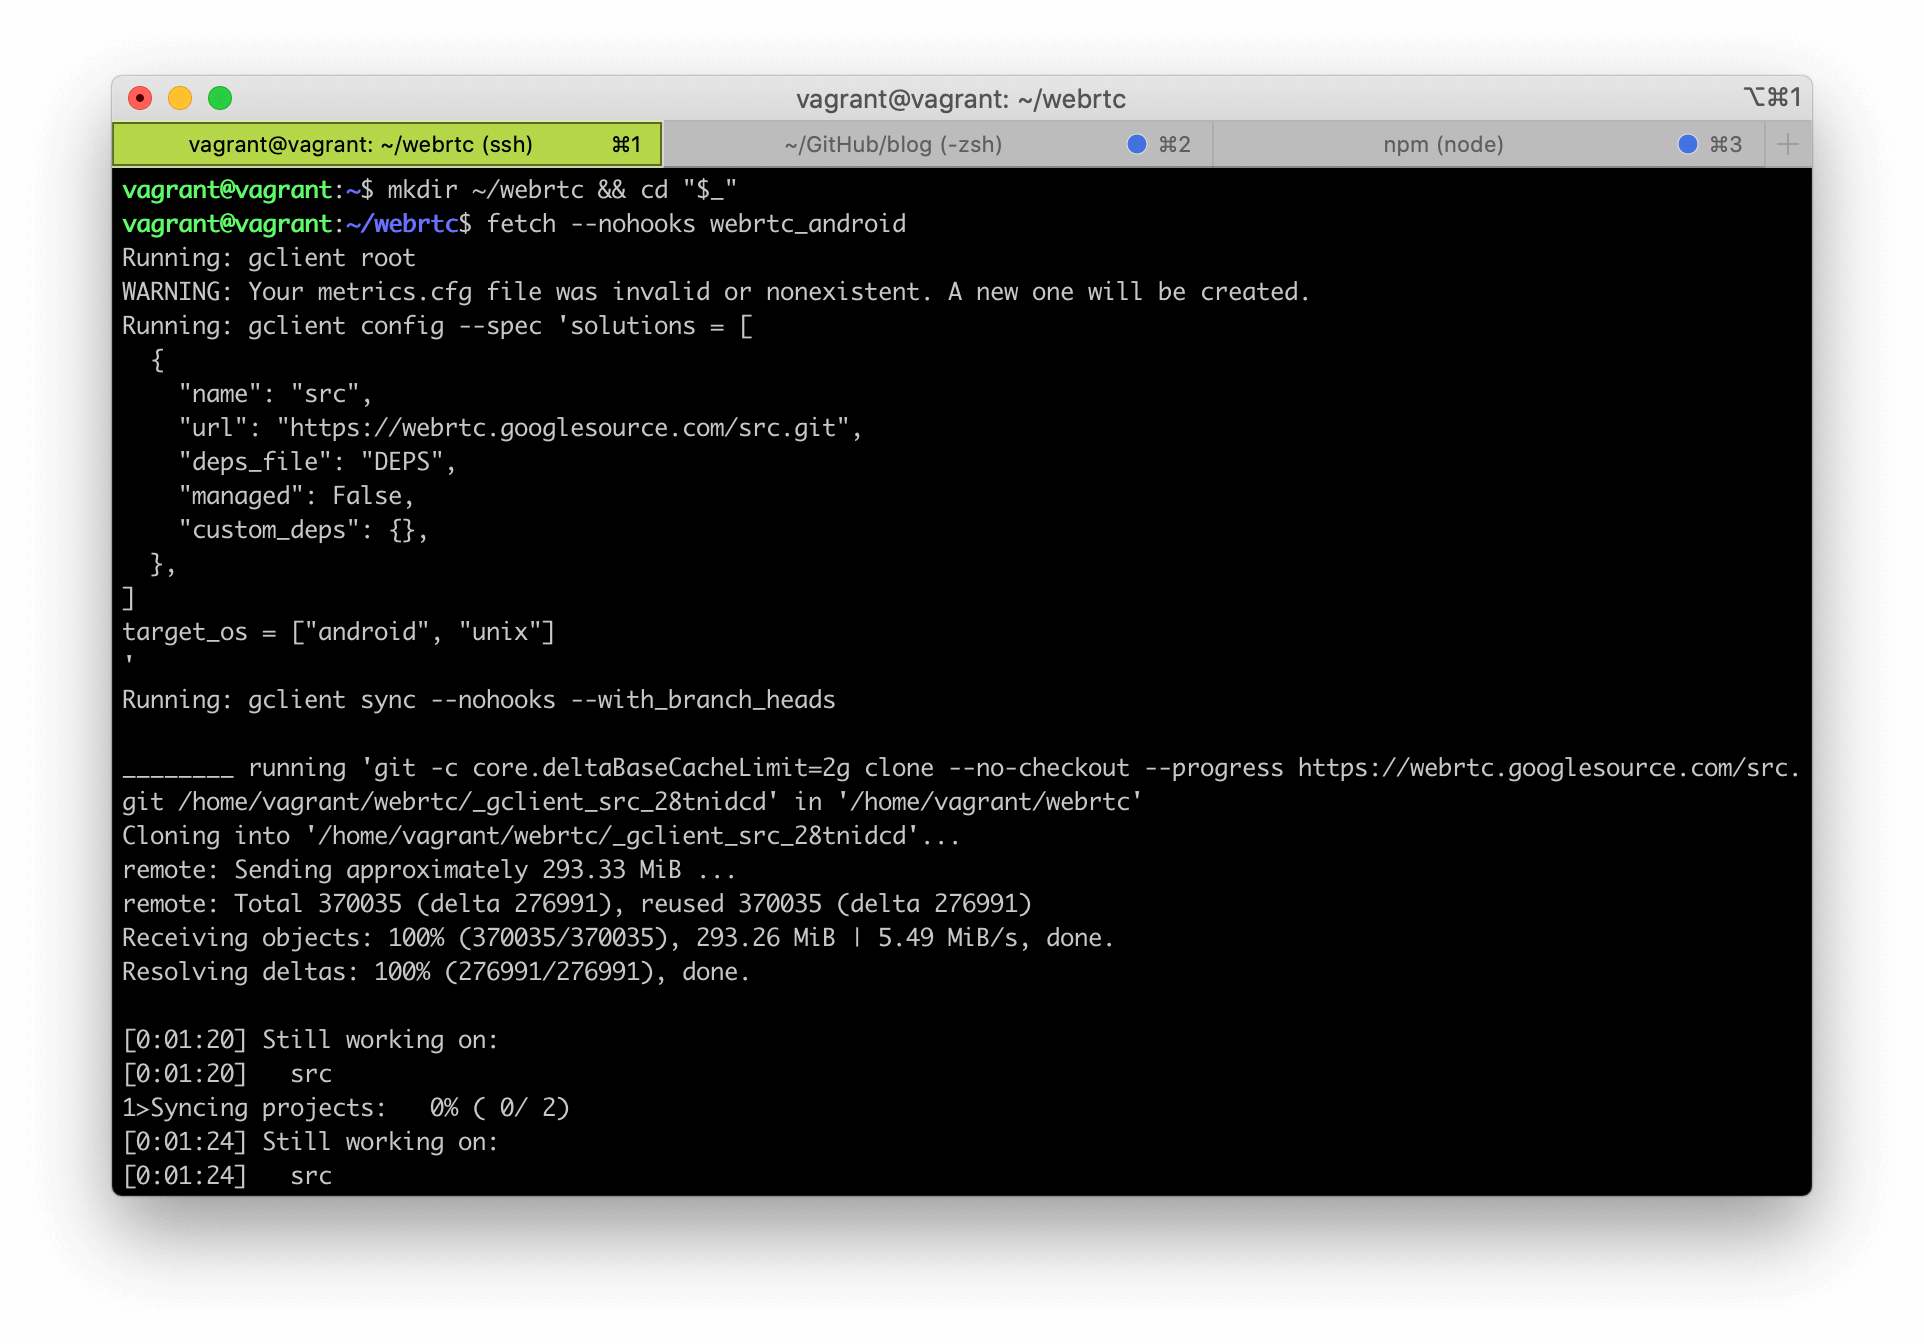 vagrant@vagrant: ~/webrtc
⌥⌘1
vagrant@vagrant: ~/webrtc (ssh) ⌘1
~/GitHub/blog (-zsh) ⌘2
npm (node) ⌘3
vagrant@vagrant:~$ mkdir ~/webrtc && cd "$_"
vagrant@vagrant:~/webrtc$ fetch --nohooks webrtc_android
Running: gclient root
WARNING: Your metrics.cfg file was invalid or nonexistent. A new one will be created.
Running: gclient config --spec 'solutions = [
  {
    "name": "src",
    "url": "https://webrtc.googlesource.com/src.git",
    "deps_file": "DEPS",
    "managed": False,
    "custom_deps": {},
  },
]
target_os = ["android", "unix"]
'
Running: gclient sync --nohooks --with_branch_heads

________ running 'git -c core.deltaBaseCacheLimit=2g clone --no-checkout --progress https://webrtc.googlesource.com/src.
git /home/vagrant/webrtc/_gclient_src_28tnidcd' in '/home/vagrant/webrtc'
Cloning into '/home/vagrant/webrtc/_gclient_src_28tnidcd'...
remote: Sending approximately 293.33 MiB ...
remote: Total 370035 (delta 276991), reused 370035 (delta 276991)
Receiving objects: 100% (370035/370035), 293.26 MiB | 5.49 MiB/s, done.
Resolving deltas: 100% (276991/276991), done.

[0:01:20] Still working on:
[0:01:20]   src
1>Syncing projects:   0% ( 0/ 2)
[0:01:24] Still working on:
[0:01:24]   src